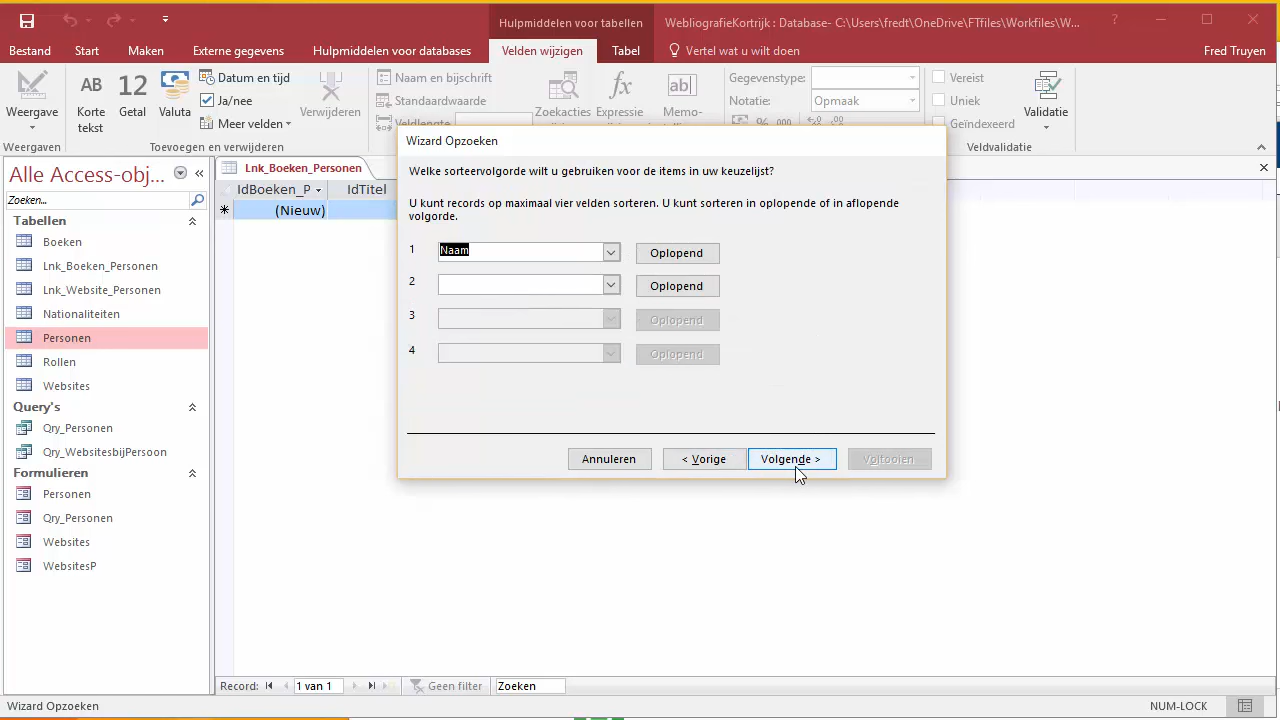 Hulpmiddelen voor tabellen
WebliografieKortrijk : Database- C:\Users\fredt\OneDrive\FTfiles\Workfiles\W...
?
Bestand Start Maken Externe gegevens Hulpmiddelen voor databases Velden wijzigen Tabel Vertel wat u wilt doen Fred Truyen
Weergave
AB
Korte
tekst
12
Getal
Valuta
Datum en tijd
Ja/nee
Meer velden
Verwijderen
Naam en bijschrift
Standaardwaarde
Veldlengte
Zoekacties
fx
Expressie
ab
Memo-
Gegevenstype:
Notatie: Opmaak
% 000
Vereist
Uniek
Geïndexeerd
Validatie
Weergaven
Toevoegen en verwijderen
Veldvalidatie
Alle Access-obj...
Zoeken...
Tabellen
Boeken
Lnk_Boeken_Personen
Lnk_Website_Personen
Nationaliteiten
Personen
Rollen
Websites
Query's
Qry_Personen
Qry_WebsitesbijPersoon
Formulieren
Personen
Qry_Personen
Websites
WebsitesP
Lnk_Boeken_Personen
IdBoeken_P IdTitel
(Nieuw)
Wizard Opzoeken
Welke sorteervolgorde wilt u gebruiken voor de items in uw keuzelijst?
U kunt records op maximaal vier velden sorteren. U kunt sorteren in oplopende of in aflopende
volgorde.
1 Naam Oplopend
2 Oplopend
3 Oplopend
4 Oplopend
Annuleren < Vorige Volgende > Voltooien
Record: 1 van 1 Geen filter Zoeken
Wizard Opzoeken NUM-LOCK